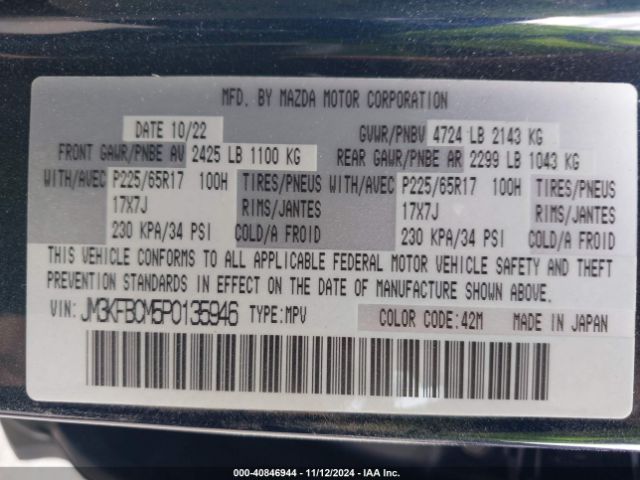 MFD. BY MAZDA MOTOR CORPORATION
DATE 10/22 GVWR/PNBV 4724 LB 2143 KG
FRONT GAWR/PNBE AV 2425 LB 1100 KG REAR GAWR/PNBE AR 2299 LB 1043 KG
WITH/AVEC P225/65R17 100H TIRES/PNEUS WITH/AVEC P225/65R17 100H TIRES/PNEUS
17X7J RIMS/JANTES 17X7J RIMS/JANTES
230 KPA/34 PSI COLD/A FROID 230 KPA/34 PSI COLD/A FROID
THIS VEHICLE CONFORMS TO ALL APPLICABLE FEDERAL MOTOR VEHICLE SAFETY AND THEFT
PREVENTION STANDARDS IN EFFECT ON THE DATE OF MANUFACTURE SHOWN ABOVE.
VIN: JM3KFBCM5P0135946 TYPE:MPV COLOR CODE:42M MADE IN JAPAN
000-40846944 - 11/12/2024 - IAA Inc.